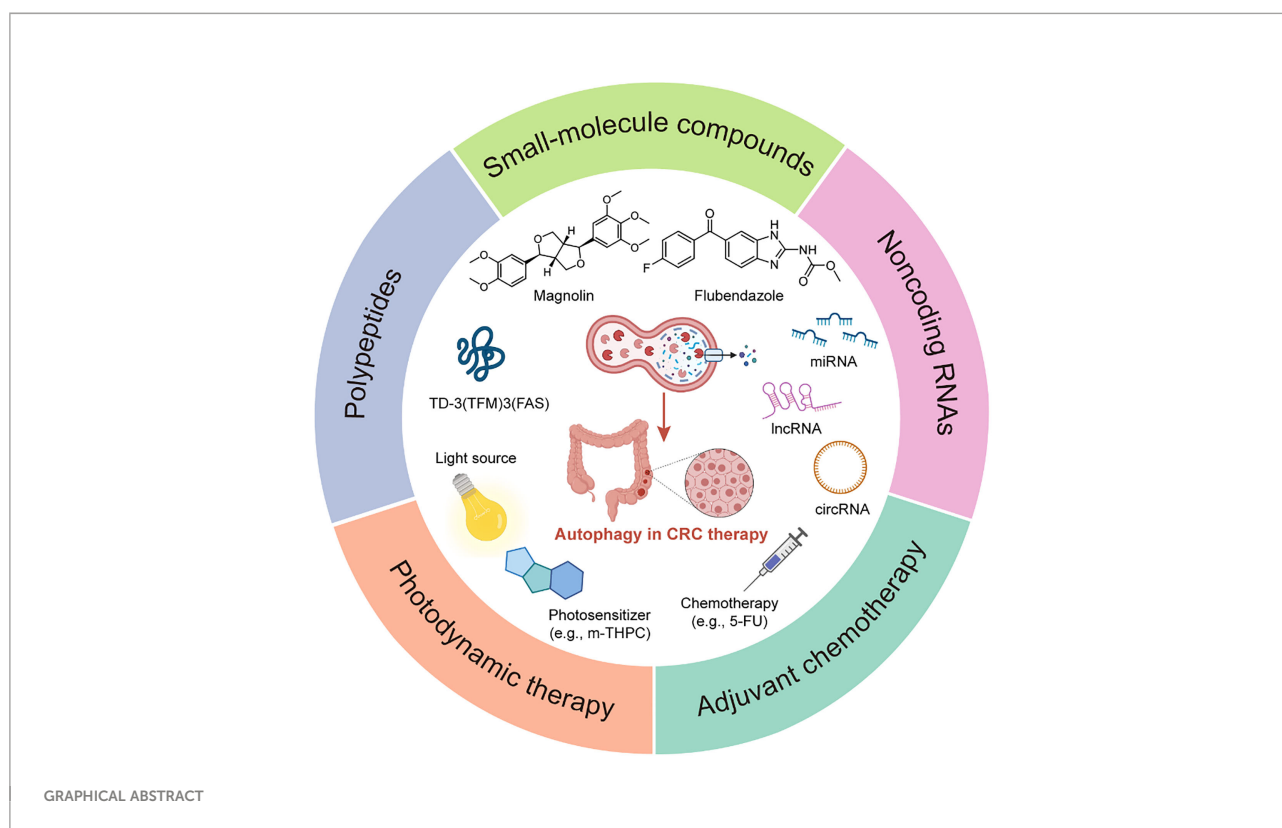 Small-molecule compounds
Polypeptides
Noncoding RNAs
O
O
O
O
O
O
O
H
H
Magnolin
O
F
H
N
N
NH
O
O
Flubendazole
miRNA
TD-3(TFM)3(FAS)
lncRNA
Light source
circRNA
Autophagy in CRC therapy
Photosensitizer
(e.g., m-THPC)
Chemotherapy
(e.g., 5-FU)
Photodynamic therapy
Adjuvant chemotherapy
GRAPHICAL ABSTRACT